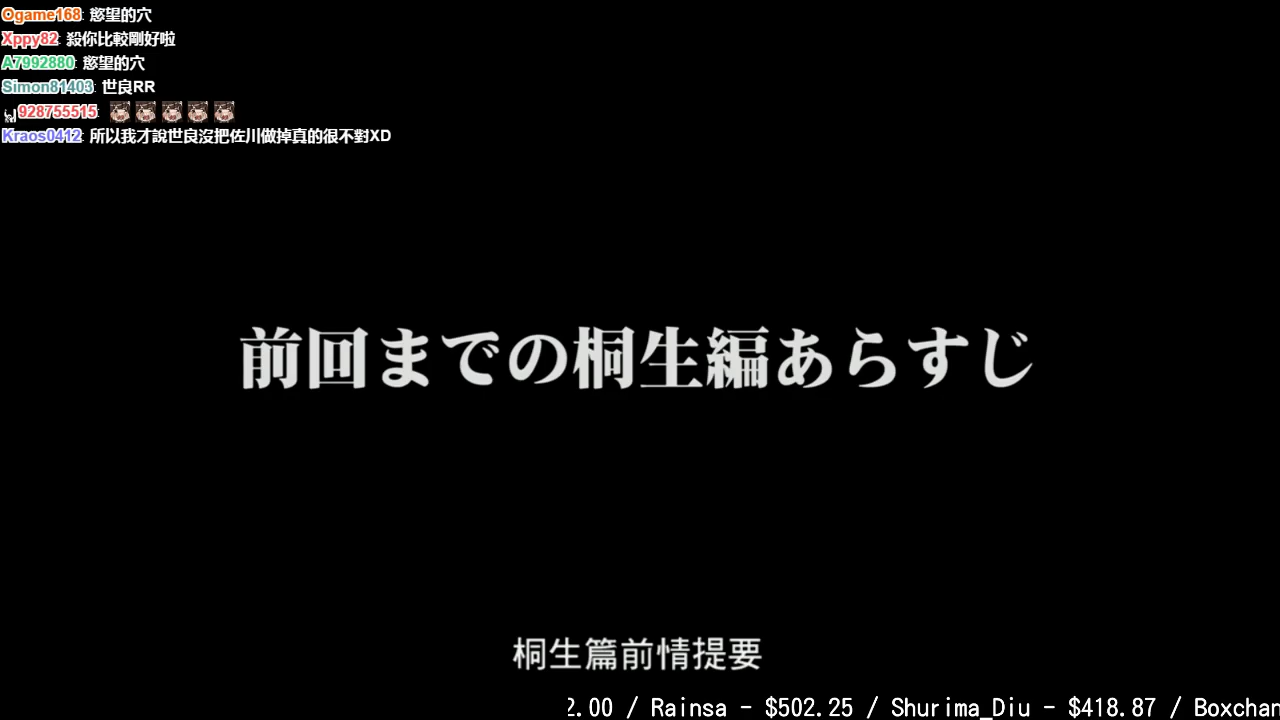 Ogame168: 慾望的穴
Xppy82: 殺你比較剛好啦
A7992880: 慾望的穴
Simon81403: 世良RR
928755515:
Kraos0412: 所以我才說世良沒把佐川做掉真的很不對XD
前回までの桐生編あらすじ
桐生篇前情提要
2.00 / Rainsa - $502.25 / Shurima_Diu - $418.87 / Boxchan